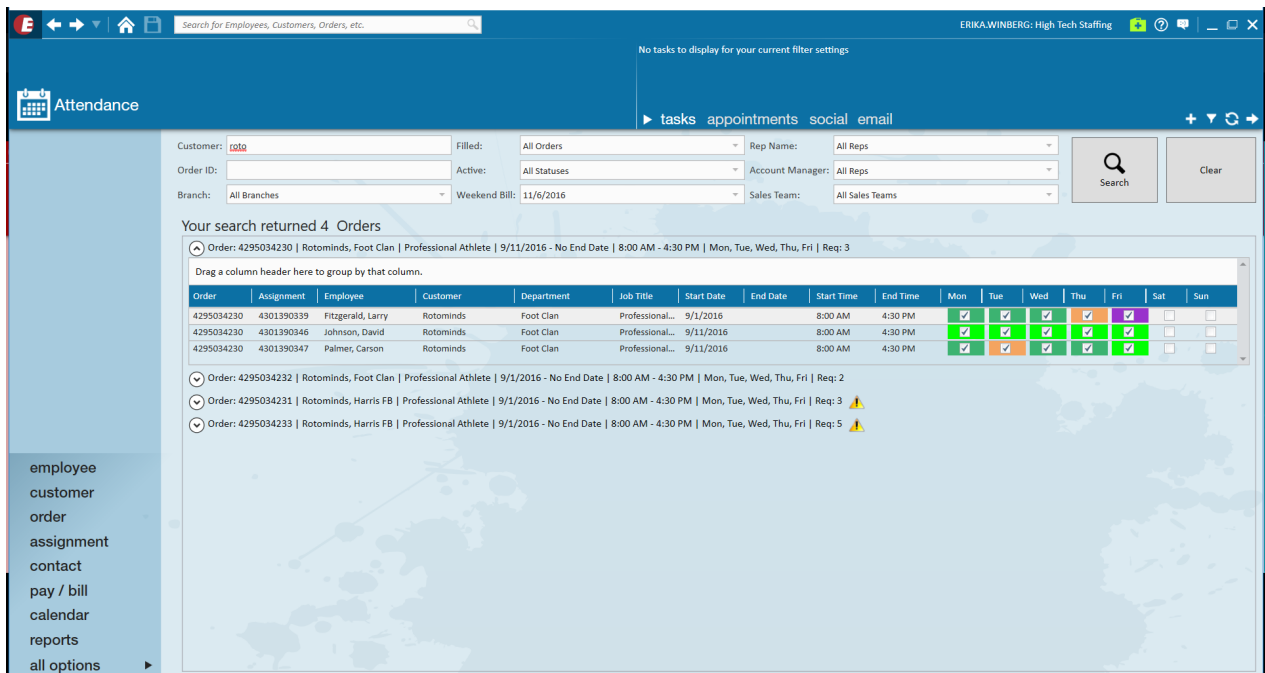 E
Search for Employees, Customers, Orders, etc.
ERIKA.WINBERG: High Tech Staffing
No tasks to display for your current filter settings
Attendance
tasks appointments social email
Customer: roto Filled: All Orders Rep Name: All Reps
Order ID: Active: All Statuses Account Manager: All Reps
Branch: All Branches Weekend Bill: 11/6/2016 Sales Team: All Sales Teams
Search
Clear
Your search returned 4 Orders
Order: 4295034230 | Rotominds, Foot Clan | Professional Athlete | 9/11/2016 - No End Date | 8:00 AM - 4:30 PM | Mon, Tue, Wed, Thu, Fri | Req: 3
Drag a column header here to group by that column.
Order Assignment Employee Customer Department Job Title Start Date End Date Start Time End Time Mon Tue Wed Thu Fri Sat Sun
4295034230 4301390339 Fitzgerald, Larry Rotominds Foot Clan Professional... 9/1/2016 8:00 AM 4:30 PM
4295034230 4301390346 Johnson, David Rotominds Foot Clan Professional... 9/11/2016 8:00 AM 4:30 PM
4295034230 4301390347 Palmer, Carson Rotominds Foot Clan Professional... 9/11/2016 8:00 AM 4:30 PM
Order: 4295034232 | Rotominds, Foot Clan | Professional Athlete | 9/1/2016 - No End Date | 8:00 AM - 4:30 PM | Mon, Tue, Wed, Thu, Fri | Req: 2
Order: 4295034231 | Rotominds, Harris FB | Professional Athlete | 9/1/2016 - No End Date | 8:00 AM - 4:30 PM | Mon, Tue, Wed, Thu, Fri | Req: 3
Order: 4295034233 | Rotominds, Harris FB | Professional Athlete | 9/1/2016 - No End Date | 8:00 AM - 4:30 PM | Mon, Tue, Wed, Thu, Fri | Req: 5
employee
customer
order
assignment
contact
pay / bill
calendar
reports
all options